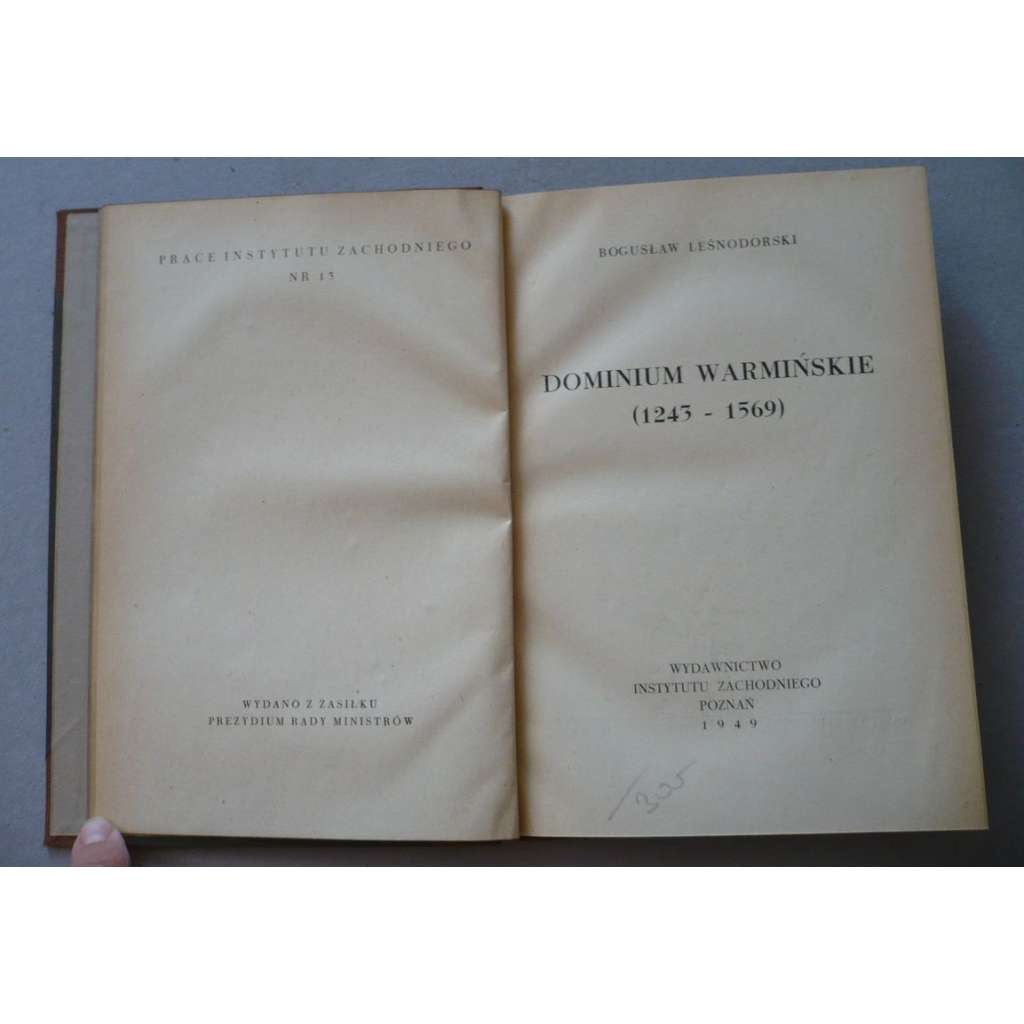 PRACE INSTYTUTU ZACHODNIEGO
NR 13
WYDANO Z ZASIŁKU
PREZYDIUM RADY MINISTRÓW
BOGUSŁAW LEŚNODORSKI
DOMINIUM WARMIŃSKIE
(1243 - 1569)
WYDAWNICTWO
INSTYTUTU ZACHODNIEGO
POZNAŃ
1949